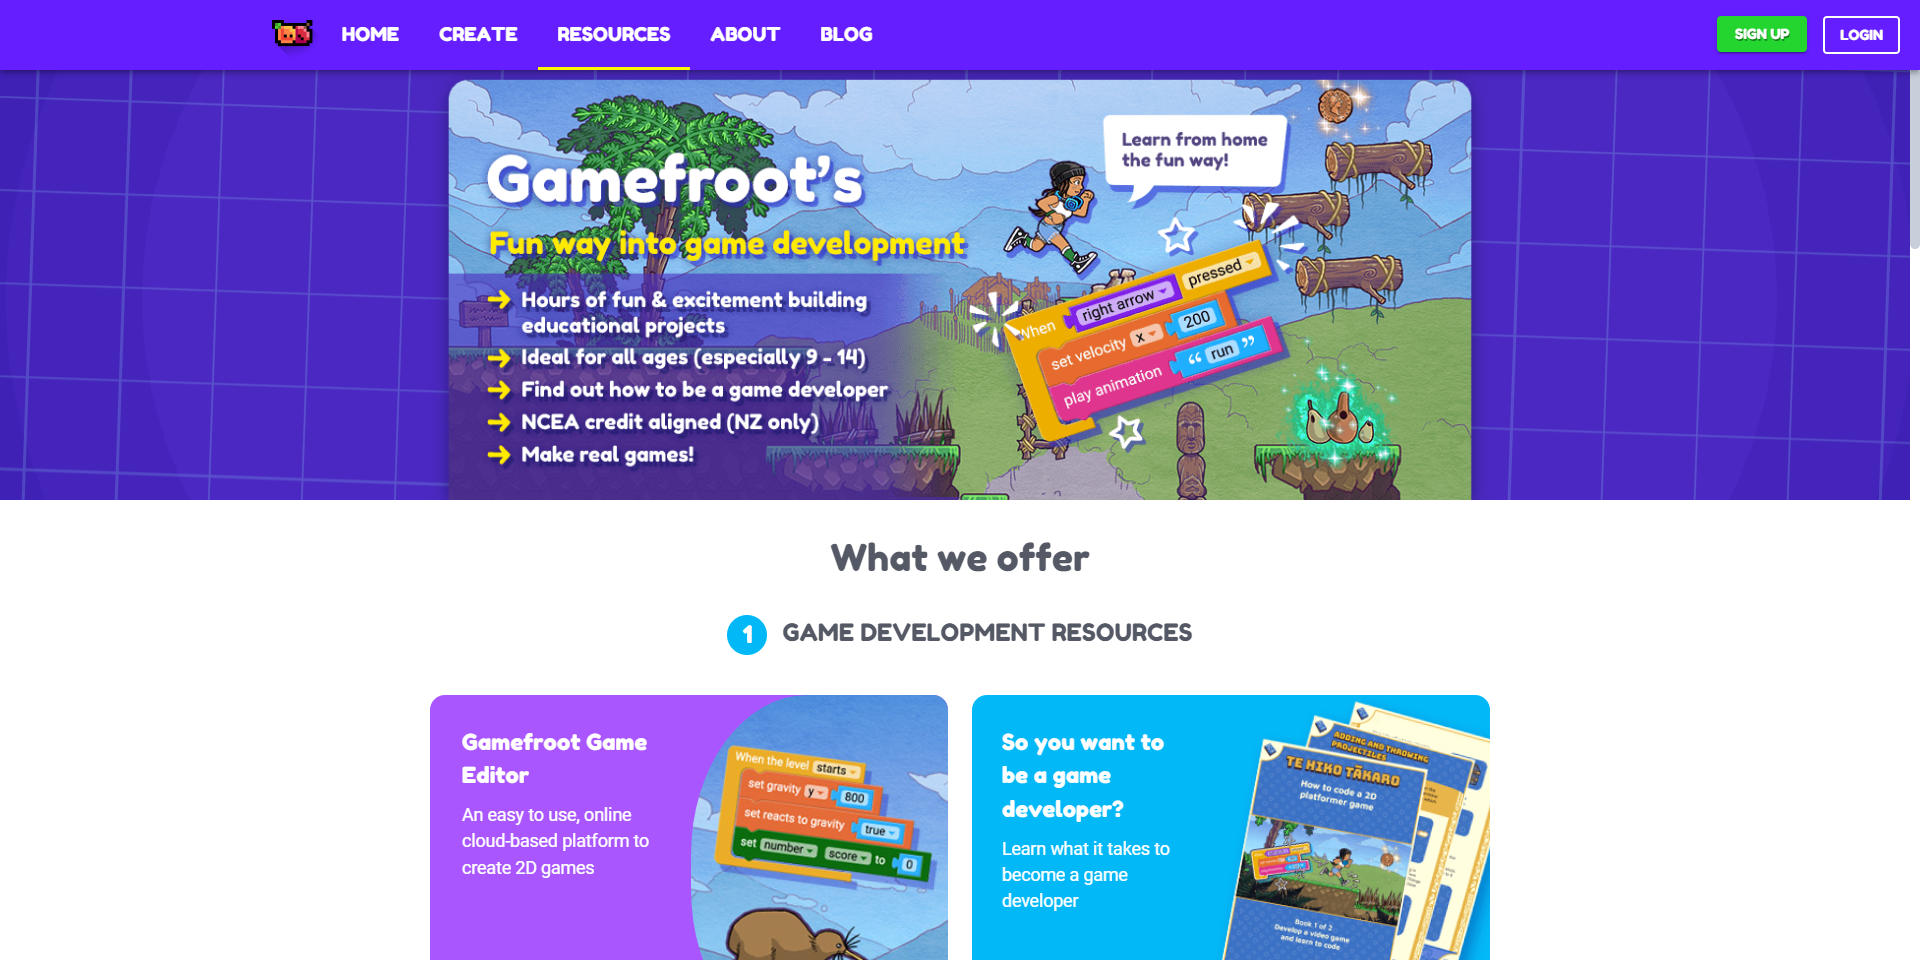 HOME CREATE RESOURCES ABOUT BLOG SIGN UP LOGIN
Learn from home
the fun way!
Gamefroot's
Fun way into game development
Hours of fun & excitement building
educational projects
Ideal for all ages (especially 9 - 14)
Find out how to be a game developer
NCEA credit aligned (NZ only)
Make real games!
When right arrow pressed
set velocity x 200
play animation “ run ”
What we offer
1 GAME DEVELOPMENT RESOURCES
Gamefroot Game
Editor
An easy to use, online
cloud-based platform to
create 2D games
When the level starts
set gravity y 800
set reacts to gravity true
set number score to 0
So you want to
be a game
developer?
Learn what it takes to
become a game
developer
ADDING AND THROWING
PROJECTILES
TE HIKO TĀKARO
How to code a 2D
platformer game
Book 1 of 2
Develop a video game
and learn to code